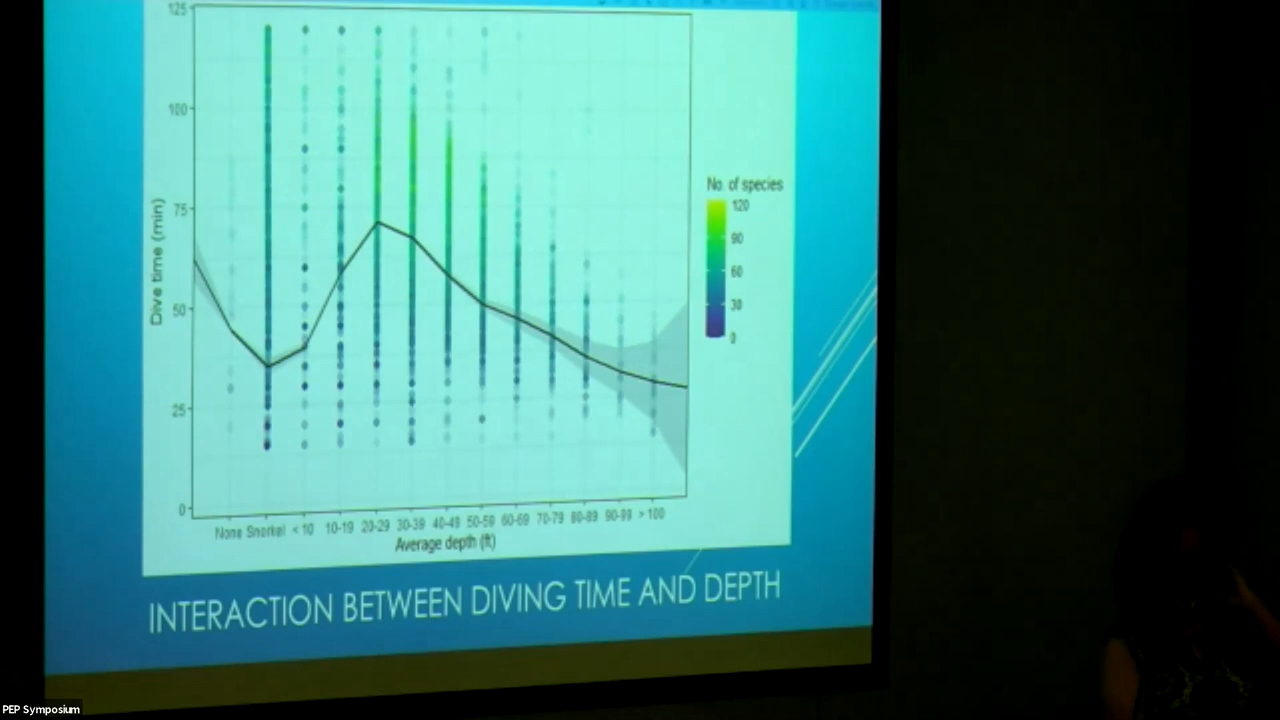 125
100
75
50
25
0
Dive time (min)
None Snorkel < 10 10-19 20-29 30-39 40-49 50-59 60-69 70-79 80-89 90-99 > 100
Average depth (ft)
No. of species
120
90
60
30
0
INTERACTION BETWEEN DIVING TIME AND DEPTH
PEP Symposium